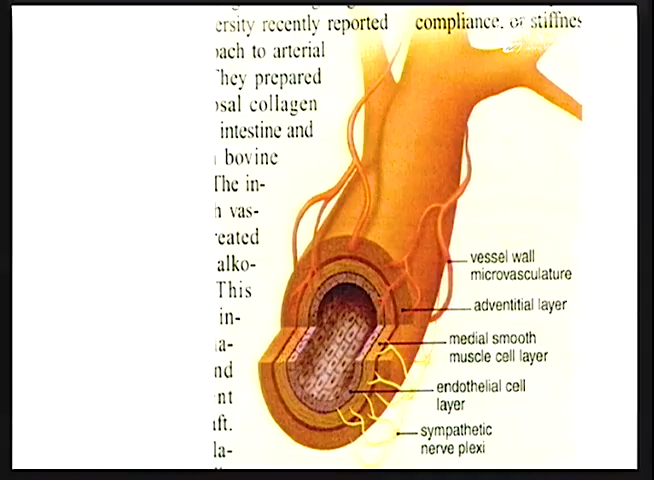 ersity recently reported
ach to arterial
They prepared
osal collagen
intestine and
bovine
The in-
vas-
reated
alko-
This
in-
a-
nd
nt
ft.
la-
compliance, or stiffnes
vessel wall
microvasculature
adventitial layer
medial smooth
muscle cell layer
endothelial cell
layer
sympathetic
nerve plexi